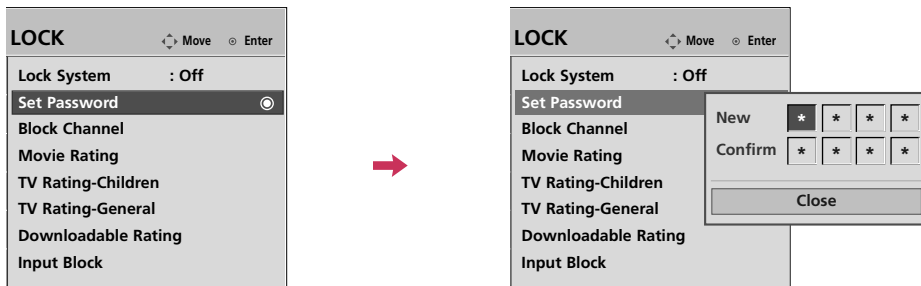 LOCK Move Enter
Lock System : Off
Set Password
Block Channel
Movie Rating
TV Rating-Children
TV Rating-General
Downloadable Rating
Input Block
LOCK Move Enter
Lock System : Off
Set Password
Block Channel
Movie Rating
TV Rating-Children
TV Rating-General
Downloadable Rating
Input Block
New * * * *
Confirm * * * *
Close